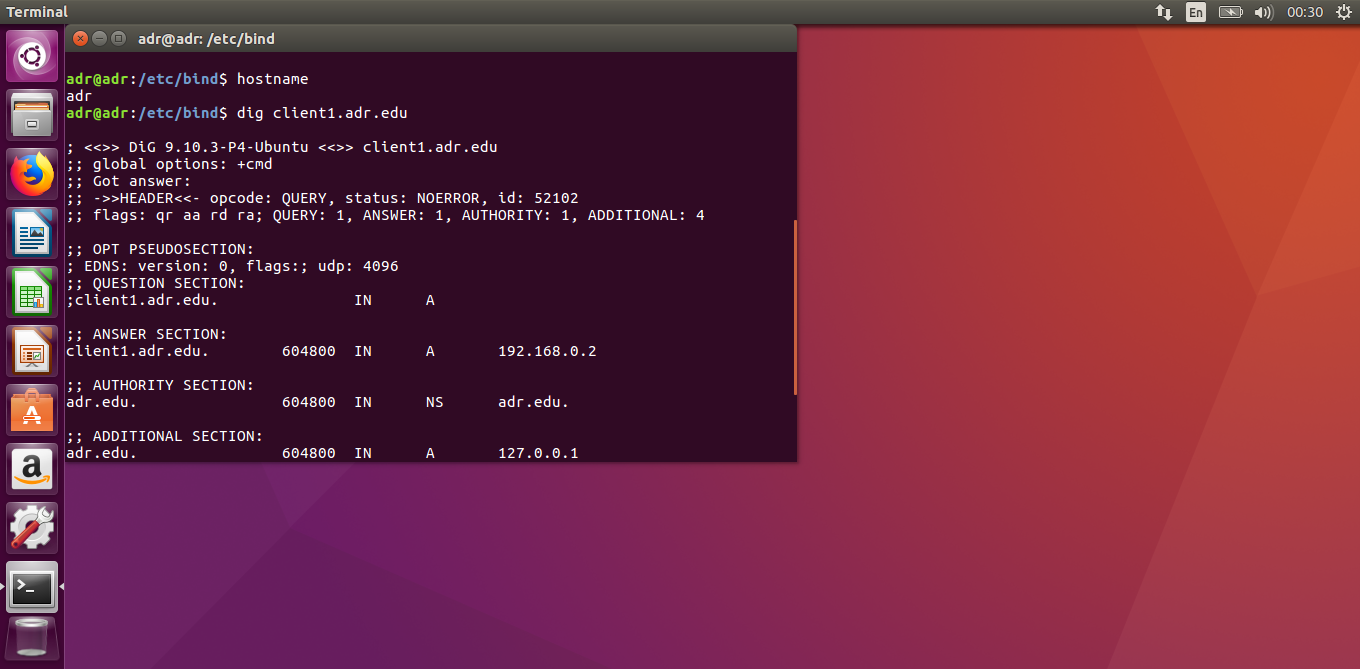 Terminal
En
00:30
adr@adr: /etc/bind
adr@adr:/etc/bind$ hostname
adr
adr@adr:/etc/bind$ dig client1.adr.edu

; <<>> DiG 9.10.3-P4-Ubuntu <<>> client1.adr.edu
;; global options: +cmd
;; Got answer:
;; ->>HEADER<<- opcode: QUERY, status: NOERROR, id: 52102
;; flags: qr aa rd ra; QUERY: 1, ANSWER: 1, AUTHORITY: 1, ADDITIONAL: 4

;; OPT PSEUDOSECTION:
; EDNS: version: 0, flags:; udp: 4096
;; QUESTION SECTION:
;client1.adr.edu. IN A

;; ANSWER SECTION:
client1.adr.edu. 604800 IN A 192.168.0.2

;; AUTHORITY SECTION:
adr.edu. 604800 IN NS adr.edu.

;; ADDITIONAL SECTION:
adr.edu. 604800 IN A 127.0.0.1